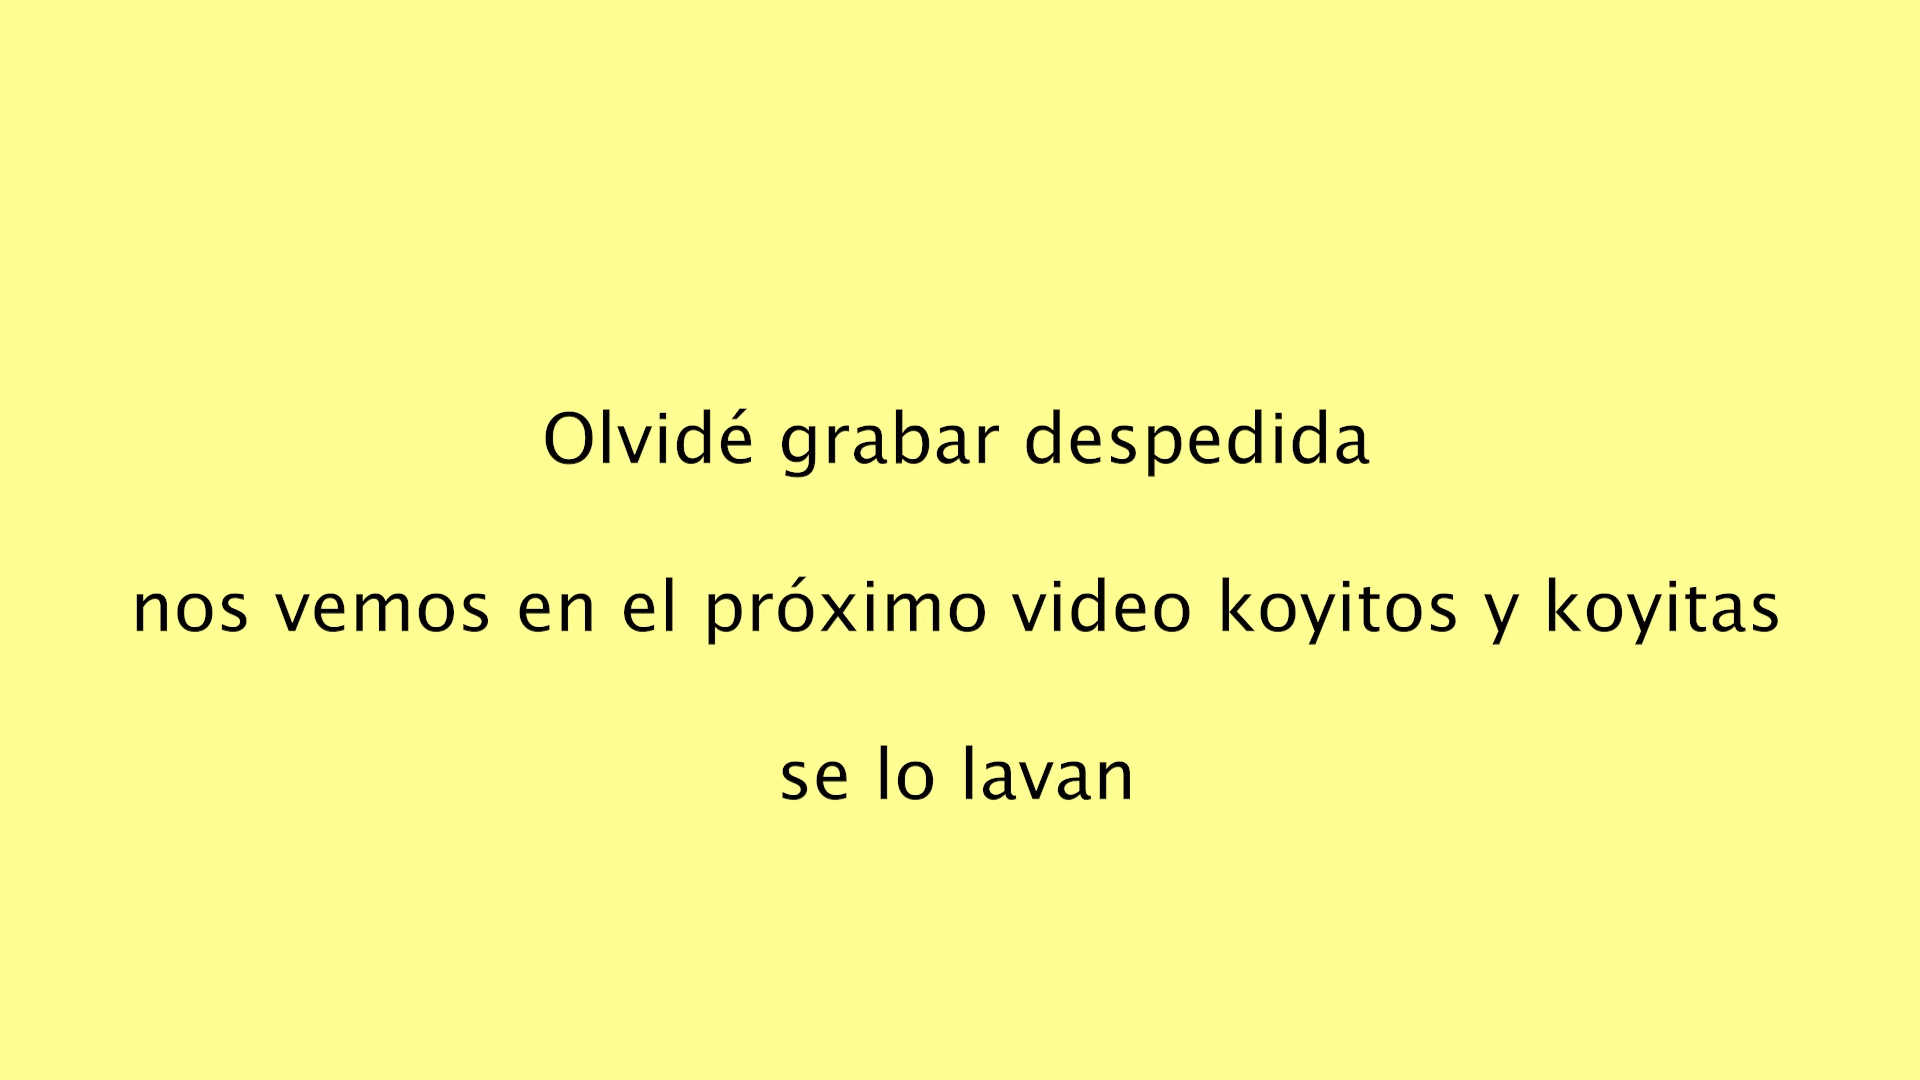 Olvidé grabar despedida
nos vemos en el próximo video koyitos y koyitas
se lo lavan